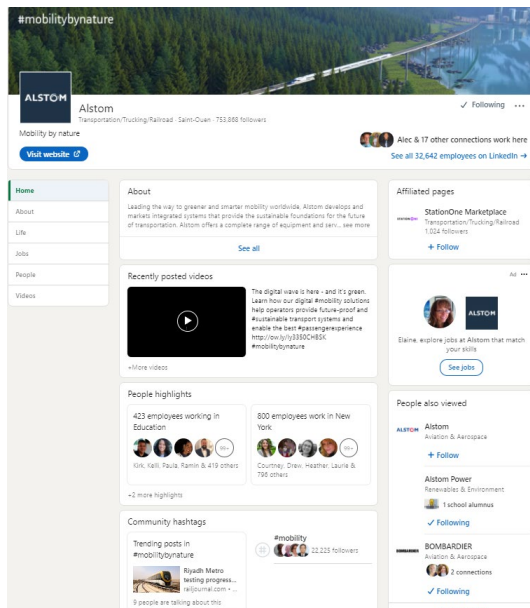 #mobilitybynature
ALSTOM
Alstom
Transportation/Trucking/Railroad · Saint-Ouen · 753,868 followers
✓ Following ...
Mobility by nature
Alec & 17 other connections work here
Visit website
See all 32,642 employees on LinkedIn →
Home
About
Life
Jobs
People
Videos
About
Leading the way to greener and smarter mobility worldwide. Alstom develops and
markets integrated systems that provide the sustainable foundations for the future
of transportation. Alstom offers a complete range of equipment and serv... see more
See all
Recently posted videos
The digital wave is here - and it's green.
Learn how our digital #mobility solutions
help operators provide future-proof and
#sustainable transport systems and
enable the best #passengerexperience
http://ow.ly/Iy3350CHBSK
#mobilitybynature
+More videos
People highlights
423 employees working in
Education
99+
Kirk, Kelli, Paula, Ramin & 419 others
800 employees work in New
York
99+
Courtney, Drew, Heather, Laurie &
796 others
+2 more highlights
Community hashtags
Trending posts in
#mobilitybynature
Riyadh Metro
testing progress...
railjournal.com • ...
9 people are talking about this
#mobility
22,225 followers
Affiliated pages
StationOne Marketplace
Transportation/Trucking/Railroad
1,024 followers
+ Follow
Ad ...
ALSTOM
Elaine, explore jobs at Alstom that match
your skills
See jobs
People also viewed
ALSTOM
Alstom
Aviation & Aerospace
+ Follow
Alstom Power
Renewables & Environment
1 school alumnus
✓ Following
BOMBARDIER
BOMBARDIER
Aviation & Aerospace
2 connections
✓ Following